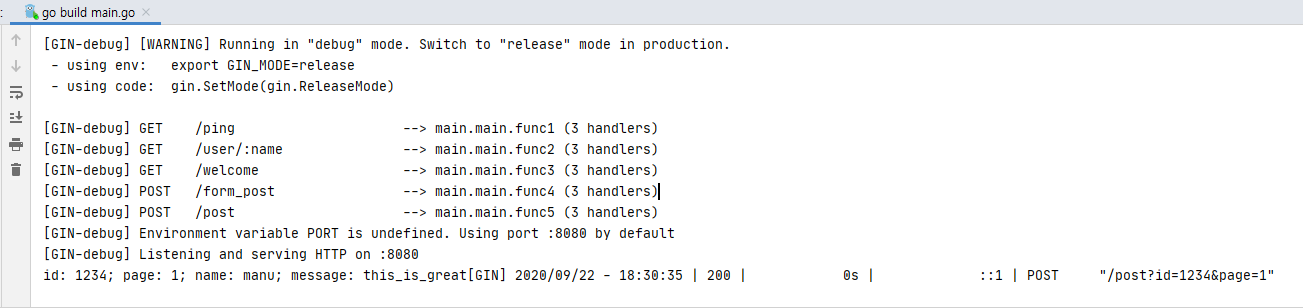 go build main.go
[GIN-debug] [WARNING] Running in "debug" mode. Switch to "release" mode in production.
 - using env:   export GIN_MODE=release
 - using code:  gin.SetMode(gin.ReleaseMode)
[GIN-debug] GET    /ping                     --> main.main.func1 (3 handlers)
[GIN-debug] GET    /user/:name               --> main.main.func2 (3 handlers)
[GIN-debug] GET    /welcome                  --> main.main.func3 (3 handlers)
[GIN-debug] POST   /form_post                --> main.main.func4 (3 handlers)
[GIN-debug] POST   /post                     --> main.main.func5 (3 handlers)
[GIN-debug] Environment variable PORT is undefined. Using port :8080 by default
[GIN-debug] Listening and serving HTTP on :8080
id: 1234; page: 1; name: manu; message: this_is_great[GIN] 2020/09/22 - 18:30:35 | 200 |            0s |             ::1 | POST     "/post?id=1234&page=1"